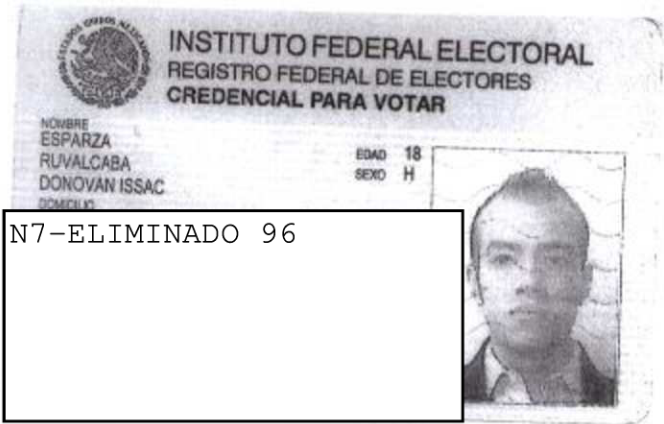 INSTITUTO FEDERAL ELECTORAL
REGISTRO FEDERAL DE ELECTORES
CREDENCIAL PARA VOTAR
NOMBRE
ESPARZA
RUVALCABA
DONOVAN ISSAC
EDAD 18
SEXO H
DOMICILIO
N7-ELIMINADO 96